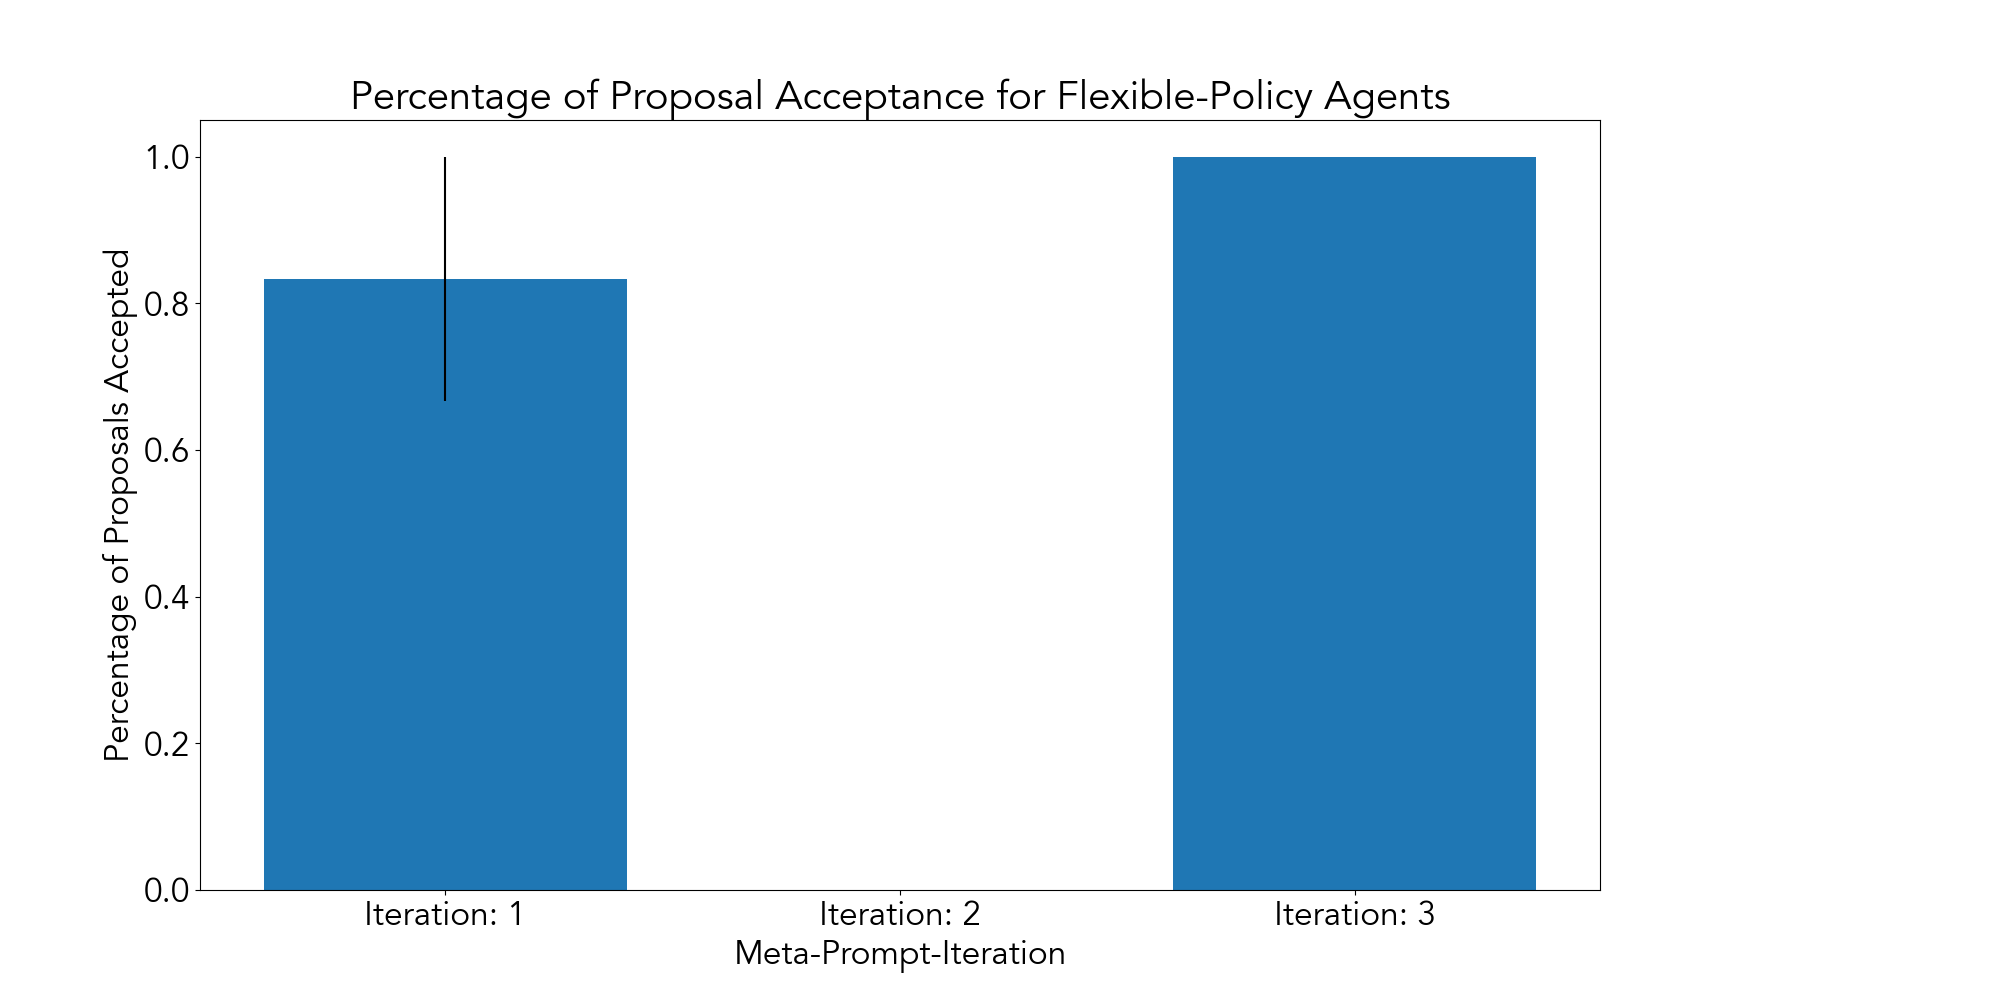 Percentage of Proposal Acceptance for Flexible-Policy Agents
Percentage of Proposals Accepted
1.0
0.8
0.6
0.4
0.2
0.0
Iteration: 1
Iteration: 2
Iteration: 3
Meta-Prompt-Iteration